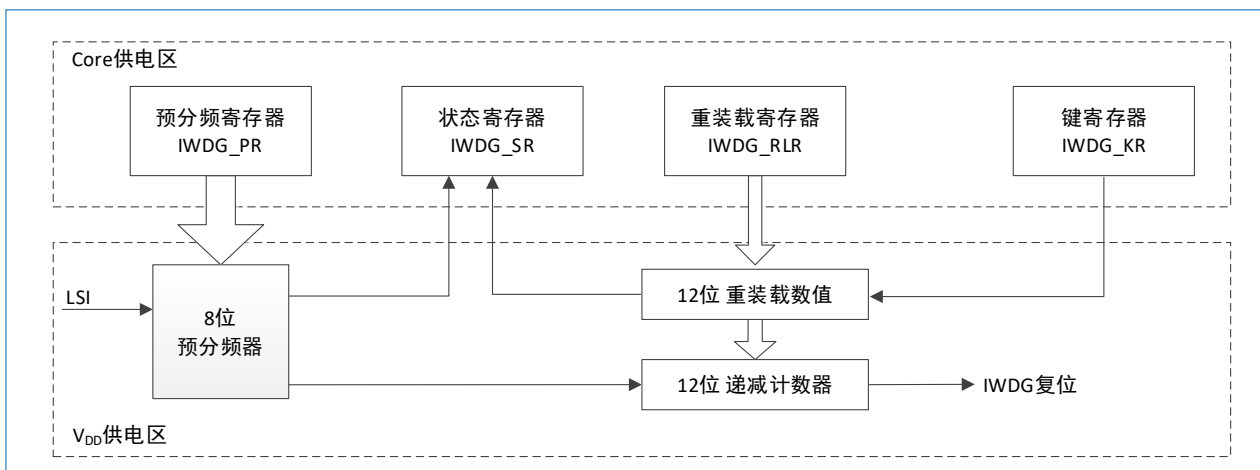 Core供电区
预分频寄存器
IWDG_PR
状态寄存器
IWDG_SR
重装载寄存器
IWDG_RLR
键寄存器
IWDG_KR
LSI
8位
预分频器
12位 重装载数值
12位 递减计数器
IWDG复位
VDD供电区